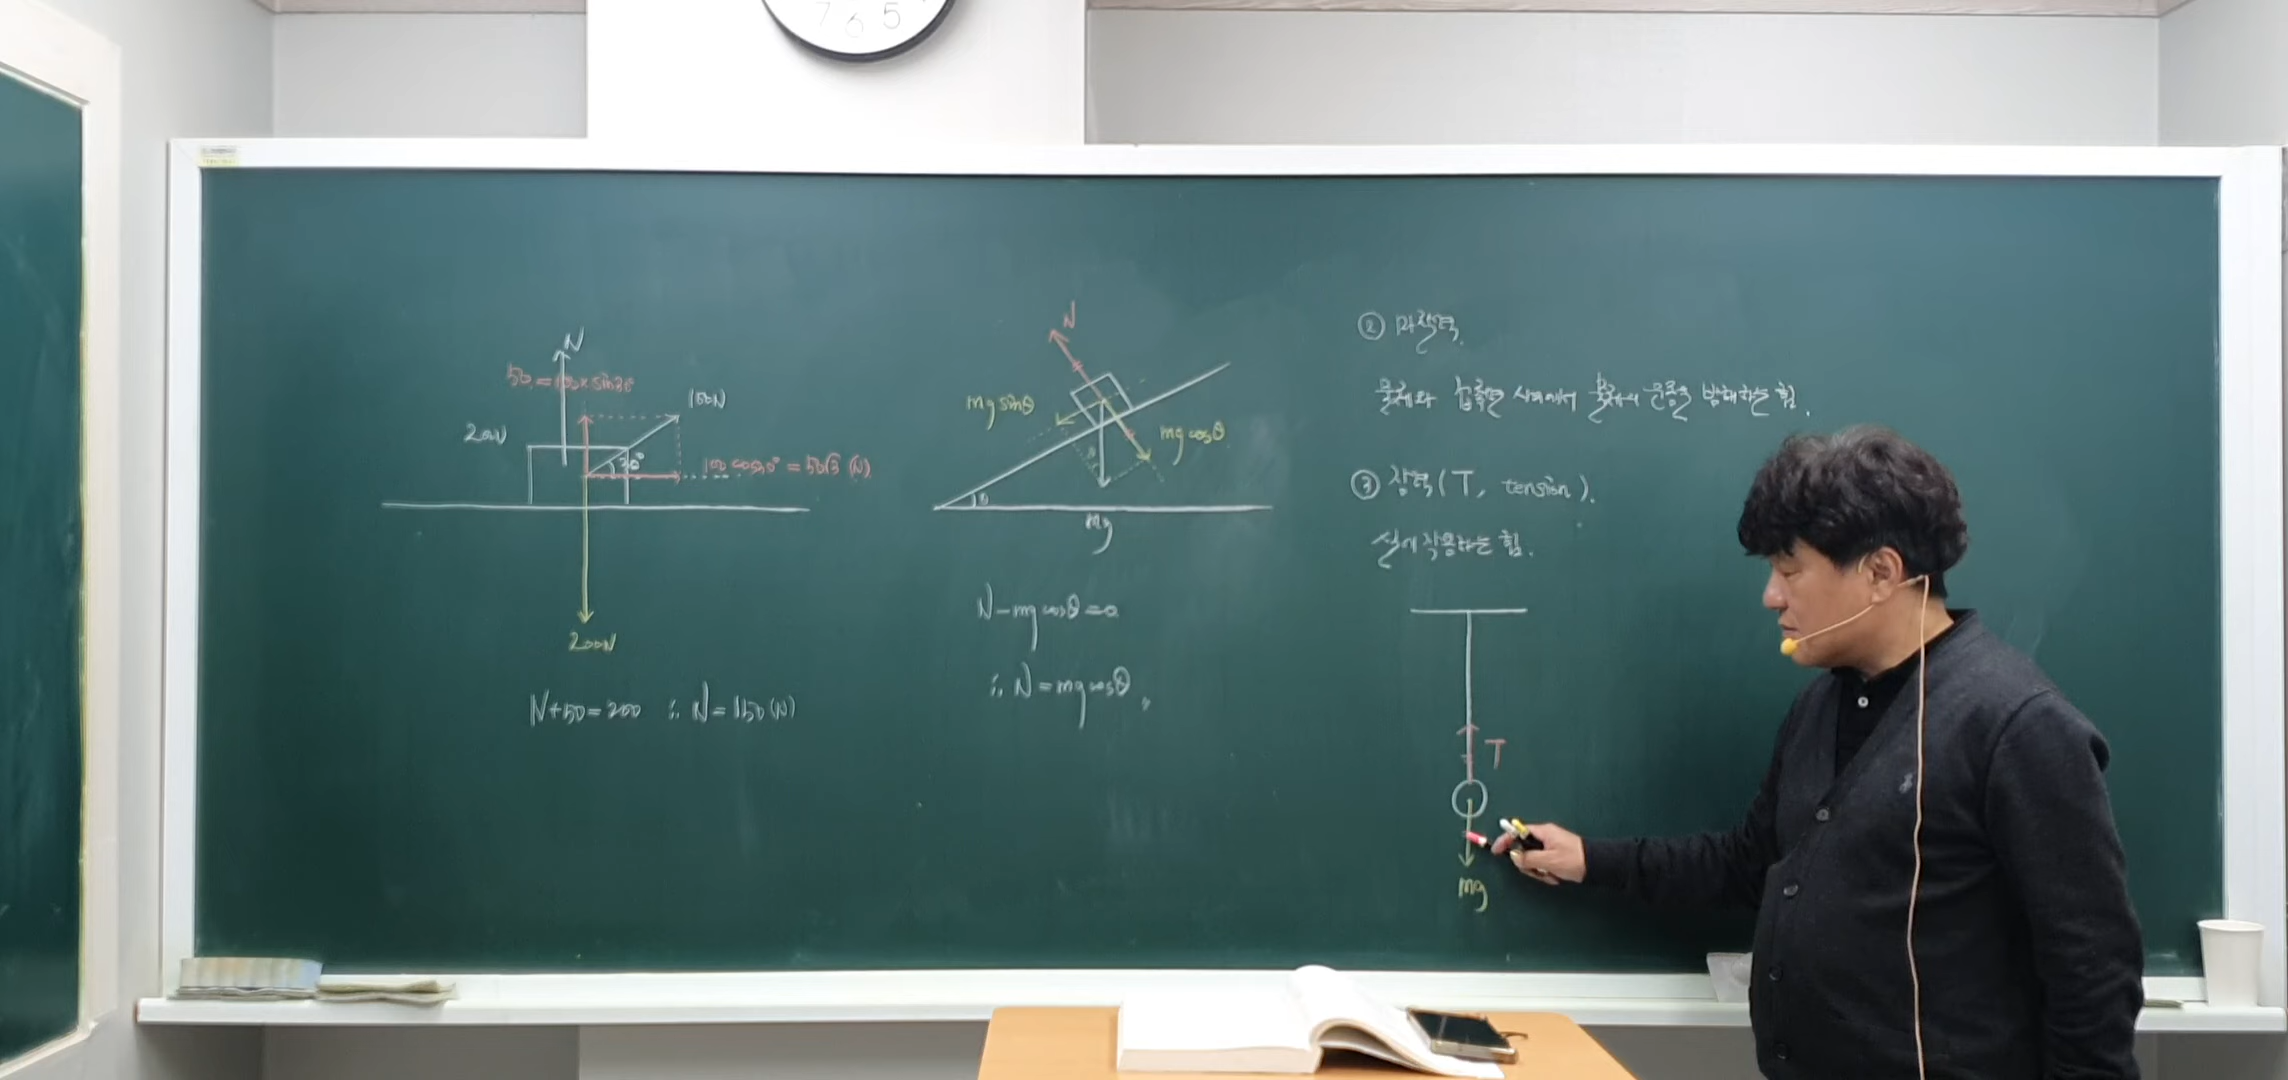 7 6 5
N
50 = 100×sin30°
100N
200N
30°
100 cos30° = 50√3 (N)
200N
N+50=200 ∴ N=150(N)
N
mg sinθ
mg cosθ
θ
mg
N-mg cosθ=0
∴ N=mg cosθ
② 마찰력.
물체와 접촉면 사이에서 물체의 운동을 방해하는 힘.
③ 장력(T, tension).
실에 작용하는 힘.
T
mg